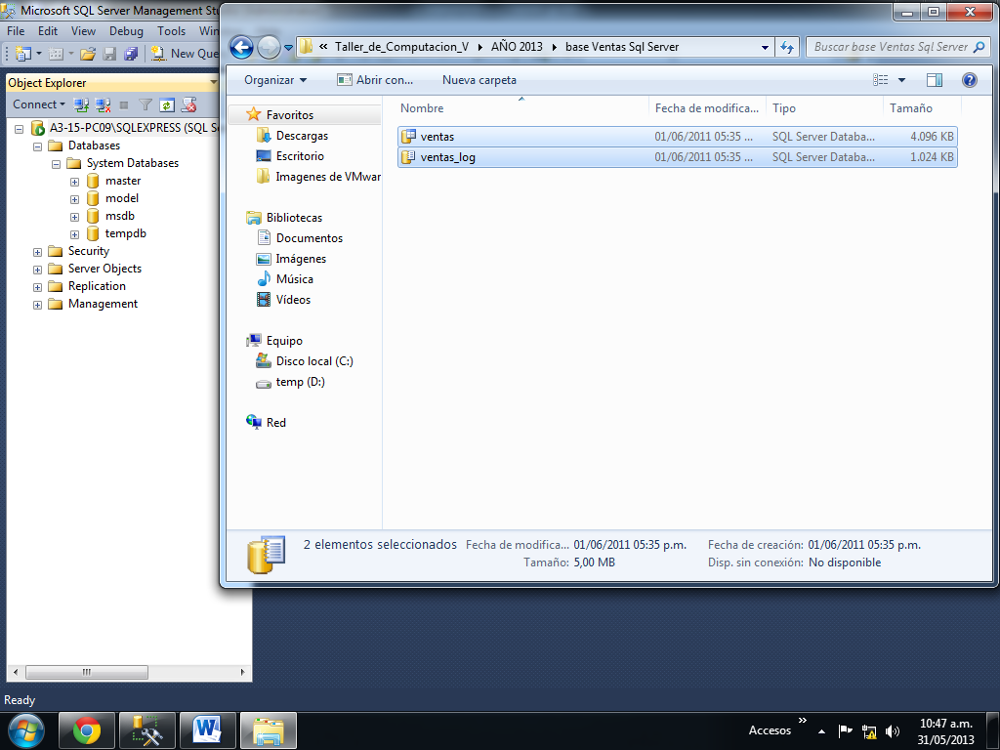 Microsoft SQL Server Management Stu
File Edit View Debug Tools Win
New Que
Object Explorer
Connect
A3-15-PC09\SQLEXPRESS (SQL Se
Databases
System Databases
master
model
msdb
tempdb
Security
Server Objects
Replication
Management
Ready
« Taller_de_Computacion_V AÑO 2013 base Ventas Sql Server
Buscar base Ventas Sql Server
Organizar Abrir con... Nueva carpeta
Favoritos
Descargas
Escritorio
Imagenes de VMwar
Bibliotecas
Documentos
Imágenes
Música
Vídeos
Equipo
Disco local (C:)
temp (D:)
Red
Nombre Fecha de modifica... Tipo Tamaño
ventas 01/06/2011 05:35 ... SQL Server Databa... 4.096 KB
ventas_log 01/06/2011 05:35 ... SQL Server Databa... 1.024 KB
2 elementos seleccionados Fecha de modifica... 01/06/2011 05:35 p.m. Fecha de creación: 01/06/2011 05:35 p.m.
Tamaño: 5,00 MB Disp. sin conexión: No disponible
Accesos »
10:47 a.m.
31/05/2013